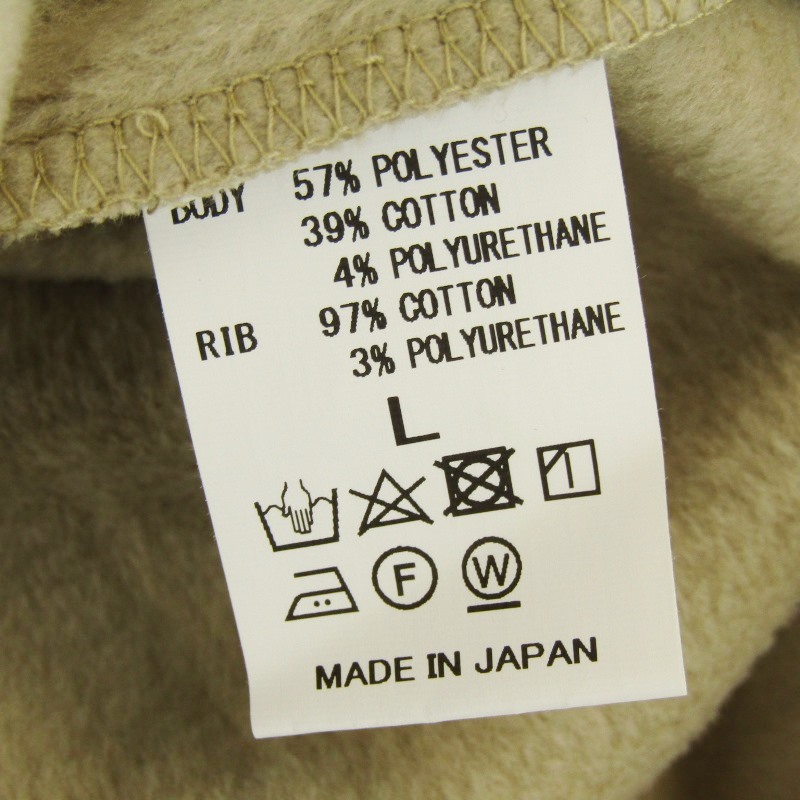 BODY 57% POLYESTER
39% COTTON
4% POLYURETHANE
RIB 97% COTTON
3% POLYURETHANE
L
F W
MADE IN JAPAN